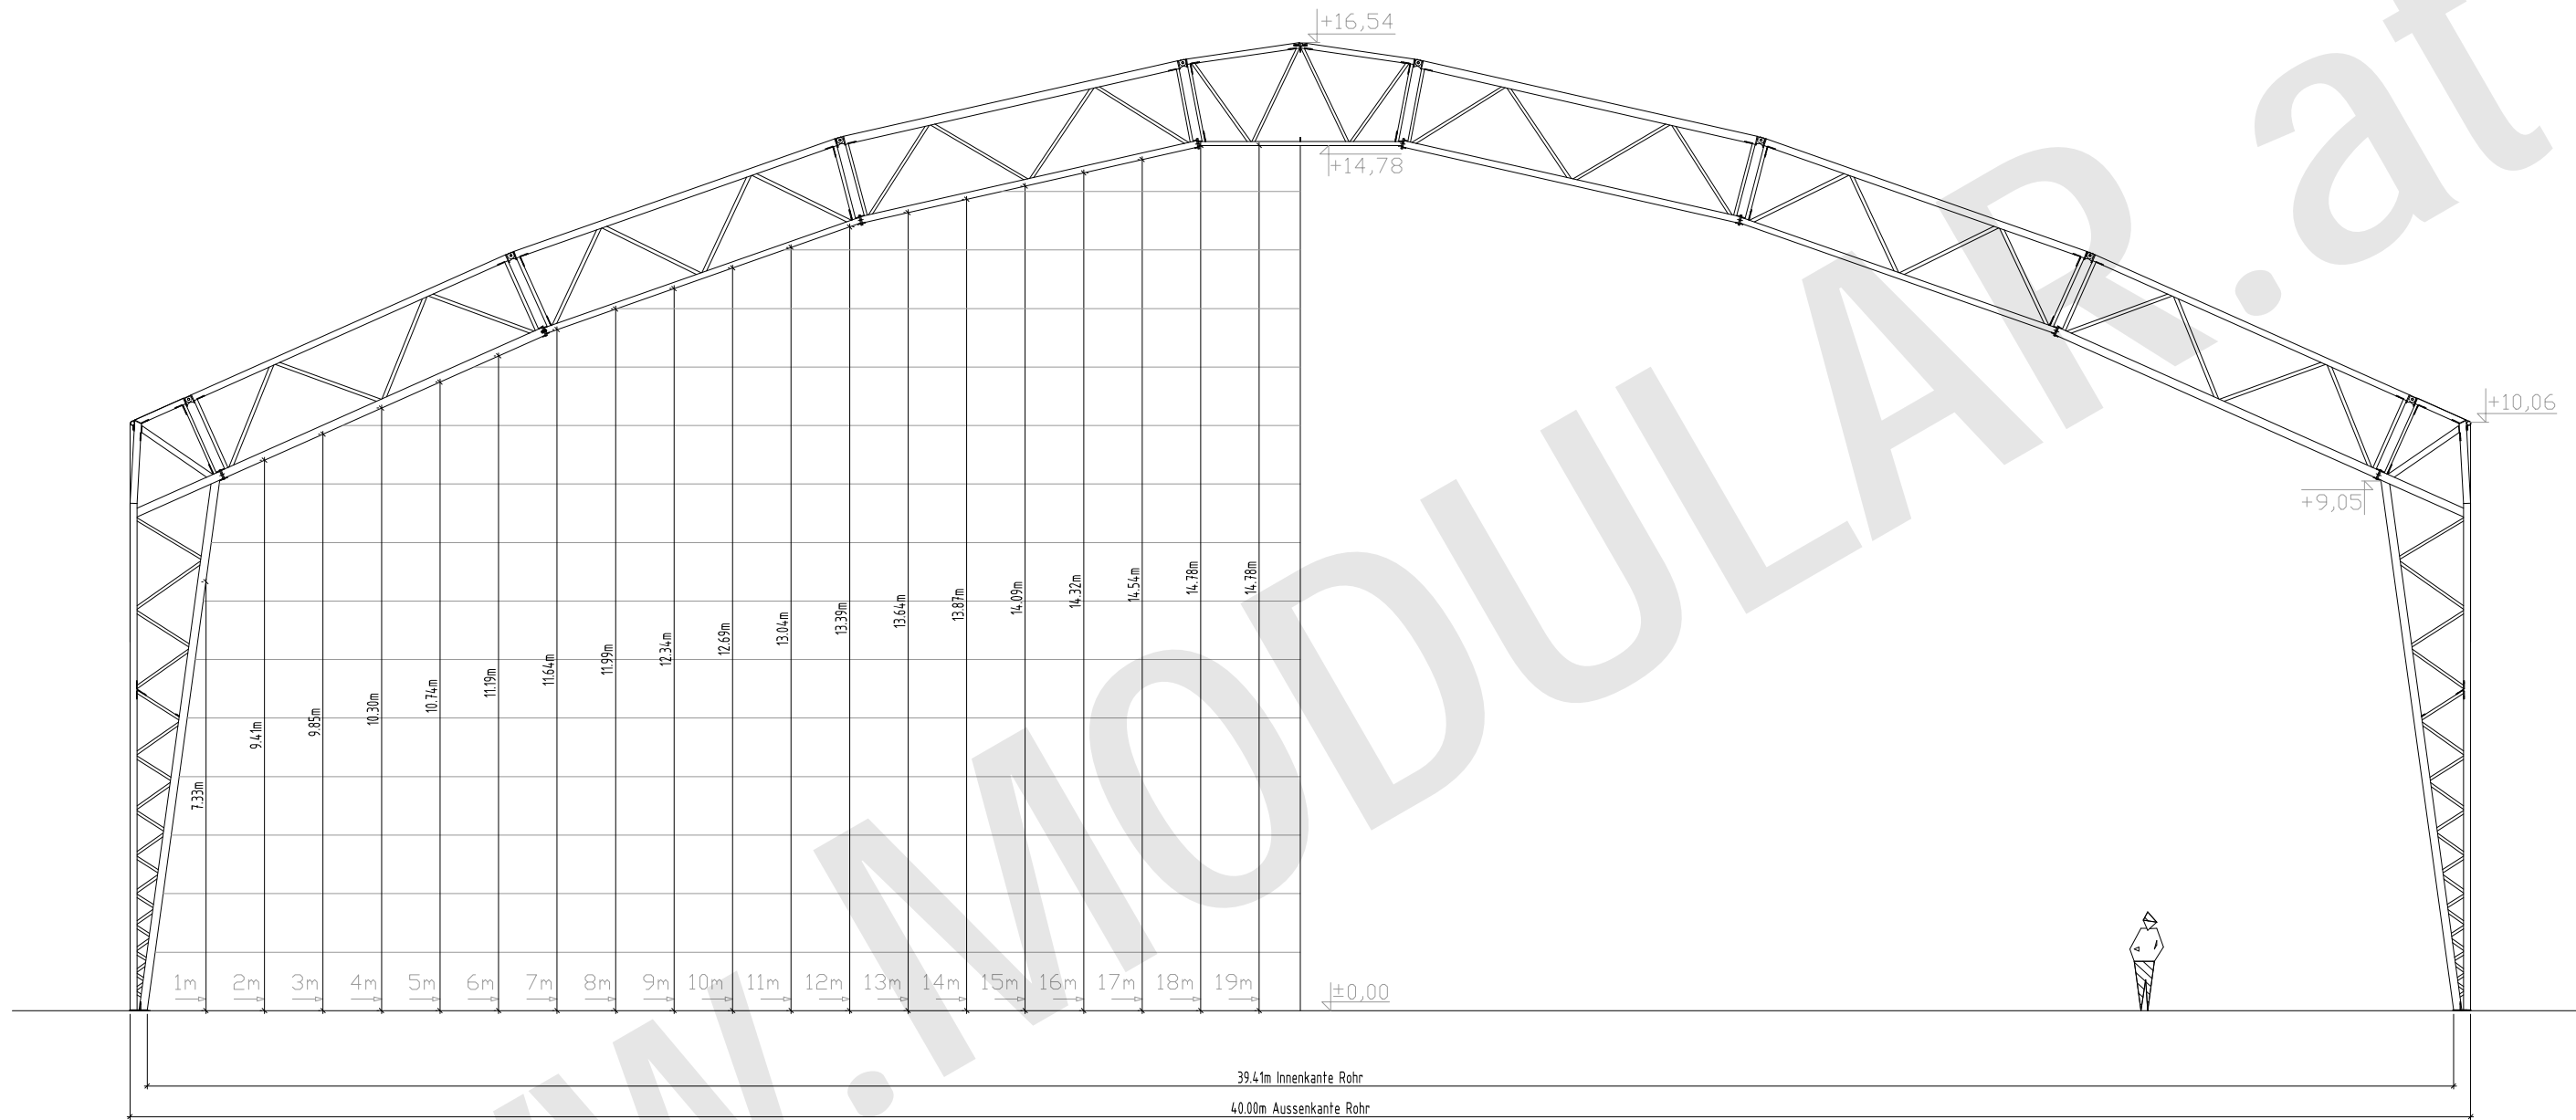 +16,54
+14,78
+10,06
+9,05
7.33m
9.41m
9.85m
10.30m
10.74m
11.19m
11.64m
11.99m
12.34m
12.69m
13.04m
13.39m
13.64m
13.87m
14.09m
14.32m
14.54m
14.78m
14.78m
1m 2m 3m 4m 5m 6m 7m 8m 9m 10m 11m 12m 13m 14m 15m 16m 17m 18m 19m
±0,00
39.41m Innenkante Rohr
40.00m Aussenkante Rohr
w.MODULAR.at